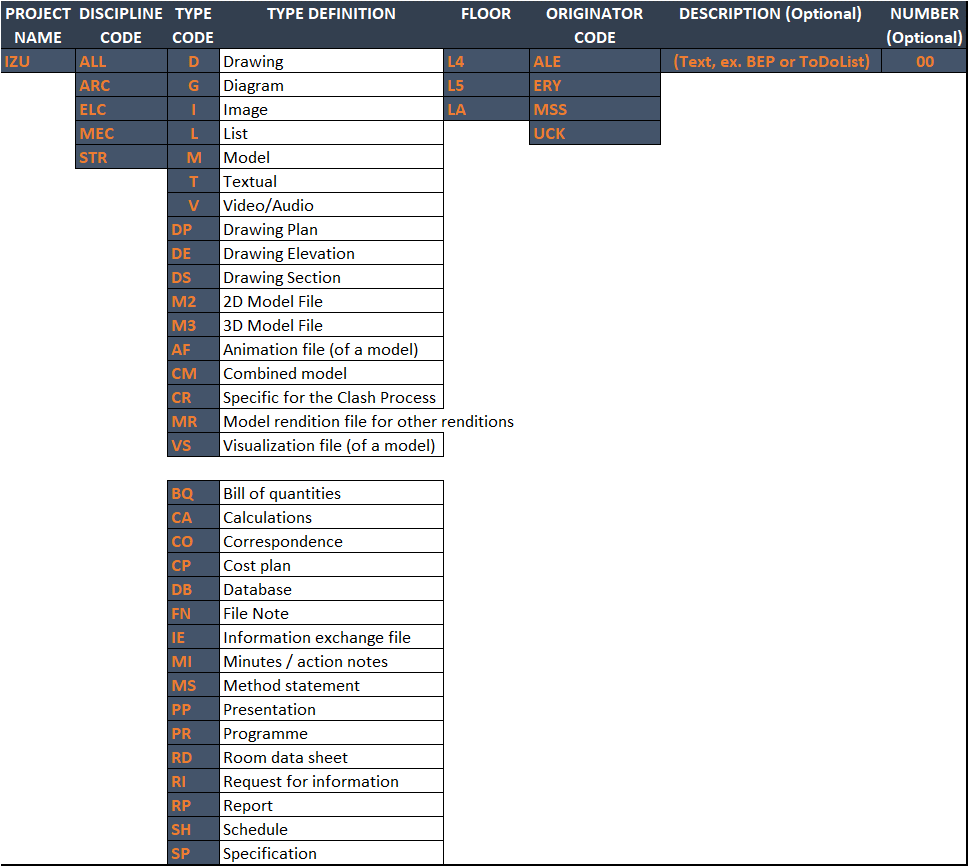 PROJECT NAME DISCIPLINE CODE TYPE CODE TYPE DEFINITION FLOOR ORIGINATOR CODE DESCRIPTION (Optional) NUMBER (Optional)
IZU ALL D Drawing L4 ALE (Text, ex. BEP or ToDoList) 00
ARC G Diagram L5 ERY
ELC I Image LA MSS
MEC L List UCK
STR M Model
T Textual
V Video/Audio
DP Drawing Plan
DE Drawing Elevation
DS Drawing Section
M2 2D Model File
M3 3D Model File
AF Animation file (of a model)
CM Combined model
CR Specific for the Clash Process
MR Model rendition file for other renditions
VS Visualization file (of a model)
BQ Bill of quantities
CA Calculations
CO Correspondence
CP Cost plan
DB Database
FN File Note
IE Information exchange file
MI Minutes / action notes
MS Method statement
PP Presentation
PR Programme
RD Room data sheet
RI Request for information
RP Report
SH Schedule
SP Specification